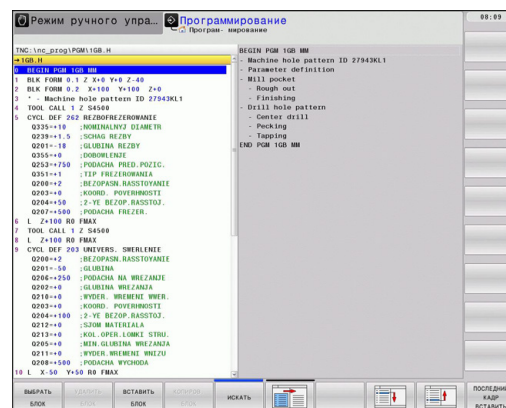 Режим ручного упра…
Программирование
Програм- мирование
08:09
TNC:\nc_prog\PGM\1GB.H
→1GB.H
0 BEGIN PGM 1GB MM
1 BLK FORM 0.1 Z X+0 Y+0 Z-40
2 BLK FORM 0.2 X+100 Y+100 Z+0
3 * - Machine hole pattern ID 27943KL1
4 TOOL CALL 1 Z S4500
5 CYCL DEF 262 REZBOFREZEROWANIE
Q335=+10 ;NOMINALNYJ DIAMETR
Q239=+1.5 ;SCHAG REZBY
Q201=-18 ;GLUBINA REZBY
Q355=+0 ;DOBOWLENJE
Q253=+750 ;PODACHA PRED.POZIC.
Q351=+1 ;TIP FREZEROWANIA
Q200=+2 ;BEZOPASN.RASSTOYANIE
Q203=+0 ;KOORD. POVERHNOSTI
Q204=+50 ;2-YE BEZOP.RASSTOJ.
Q207=+500 ;PODACHA FREZER.
6 L Z+100 R0 FMAX
7 TOOL CALL 1 Z S4500
8 L Z+100 R0 FMAX
9 CYCL DEF 203 UNIVERS. SWERLENIE
Q200=+2 ;BEZOPASN.RASSTOYANIE
Q201=-50 ;GLUBINA
Q206=+250 ;PODACHA NA WREZANJE
Q202=+0 ;GLUBINA WREZANJA
Q210=+0 ;WYDER. WREMENI WWER.
Q203=+0 ;KOORD. POVERHNOSTI
Q204=+100 ;2-YE BEZOP.RASSTOJ.
Q212=+0 ;SJOM MATERIALA
Q213=+0 ;KOL.OPER.LOMKI STRU.
Q205=+0 ;MIN.GLUBINA WREZANJA
Q211=+0 ;WYDER.WREMENI WNIZU
Q208=+500 ;PODACHA WYCHODA
10 L X-50 Y+50 R0 FMAX
BEGIN PGM 1GB MM
- Machine hole pattern ID 27943KL1
- Parameter definition
- Mill pocket
- Rough out
- Finishing
- Drill hole pattern
- Center drill
- Pecking
- Tapping
END PGM 1GB MM
ВЫБРАТЬ
БЛОК
УДАЛИТЬ
БЛОК
ВСТАВИТЬ
БЛОК
КОПИРОВ.
БЛОК
ИСКАТЬ
ПОСЛЕДНИЙ
КАДР
ВСТАВИТЬ